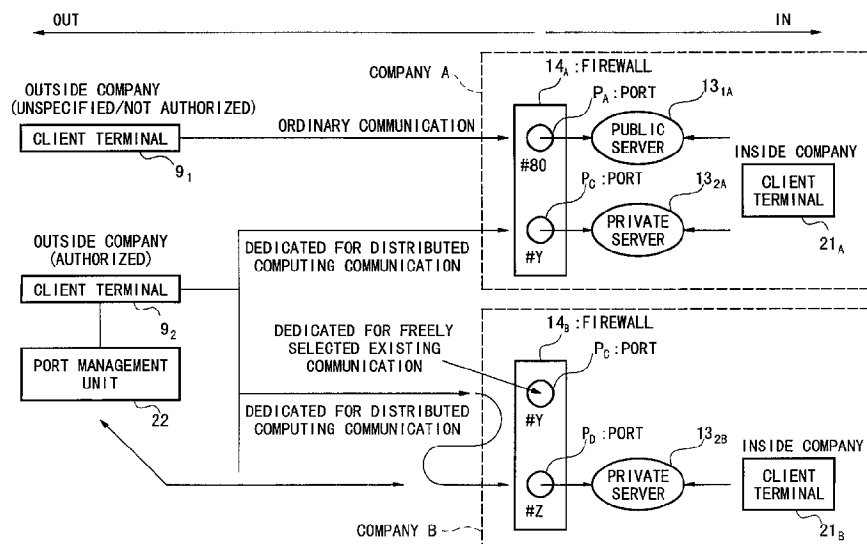 OUT
IN
COMPANY A
14A : FIREWALL
PA : PORT
131A
OUTSIDE COMPANY
(UNSPECIFIED/NOT AUTHORIZED)
CLIENT TERMINAL
91
ORDINARY COMMUNICATION
#80
PUBLIC
SERVER
INSIDE COMPANY
CLIENT
TERMINAL
21A
PC : PORT
132A
#Y
PRIVATE
SERVER
OUTSIDE COMPANY
(AUTHORIZED)
CLIENT TERMINAL
92
DEDICATED FOR DISTRIBUTED
COMPUTING COMMUNICATION
PORT MANAGEMENT
UNIT
22
DEDICATED FOR FREELY
SELECTED EXISTING
COMMUNICATION
DEDICATED FOR DISTRIBUTED
COMPUTING COMMUNICATION
14B : FIREWALL
PC : PORT
#Y
PD : PORT
132B
#Z
PRIVATE
SERVER
INSIDE COMPANY
CLIENT
TERMINAL
21B
COMPANY B